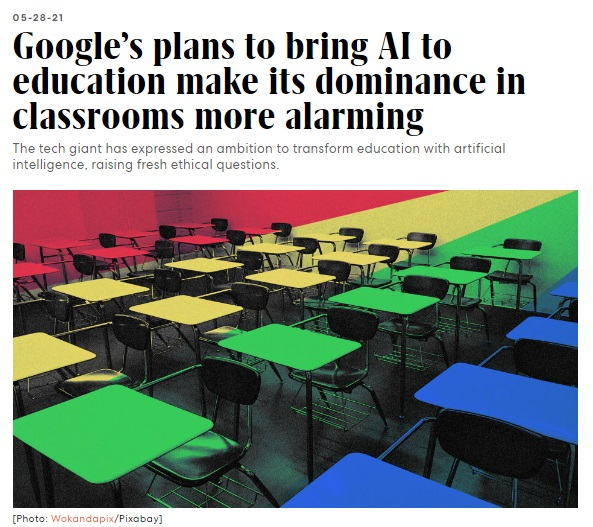 05-28-21
Google’s plans to bring AI to
education make its dominance in
classrooms more alarming
The tech giant has expressed an ambition to transform education with artificial
intelligence, raising fresh ethical questions.
[Photo: Wokandapix/Pixabay]